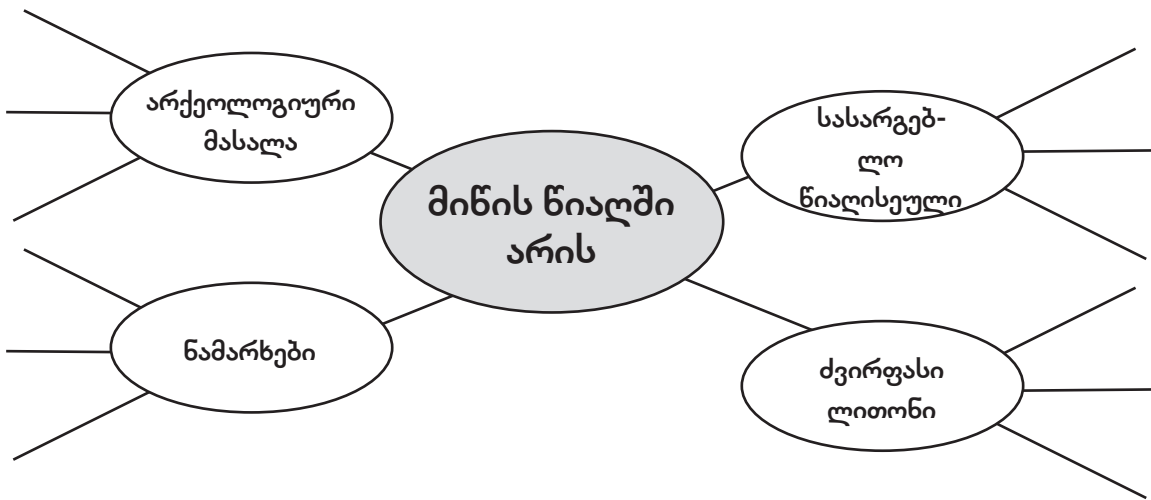 არქეოლოგიური
მასალა
სასარგებ-
ლო
წიაღისეული
მიწის წიაღში
არის
ნამარხები
ძვირფასი
ლითონი